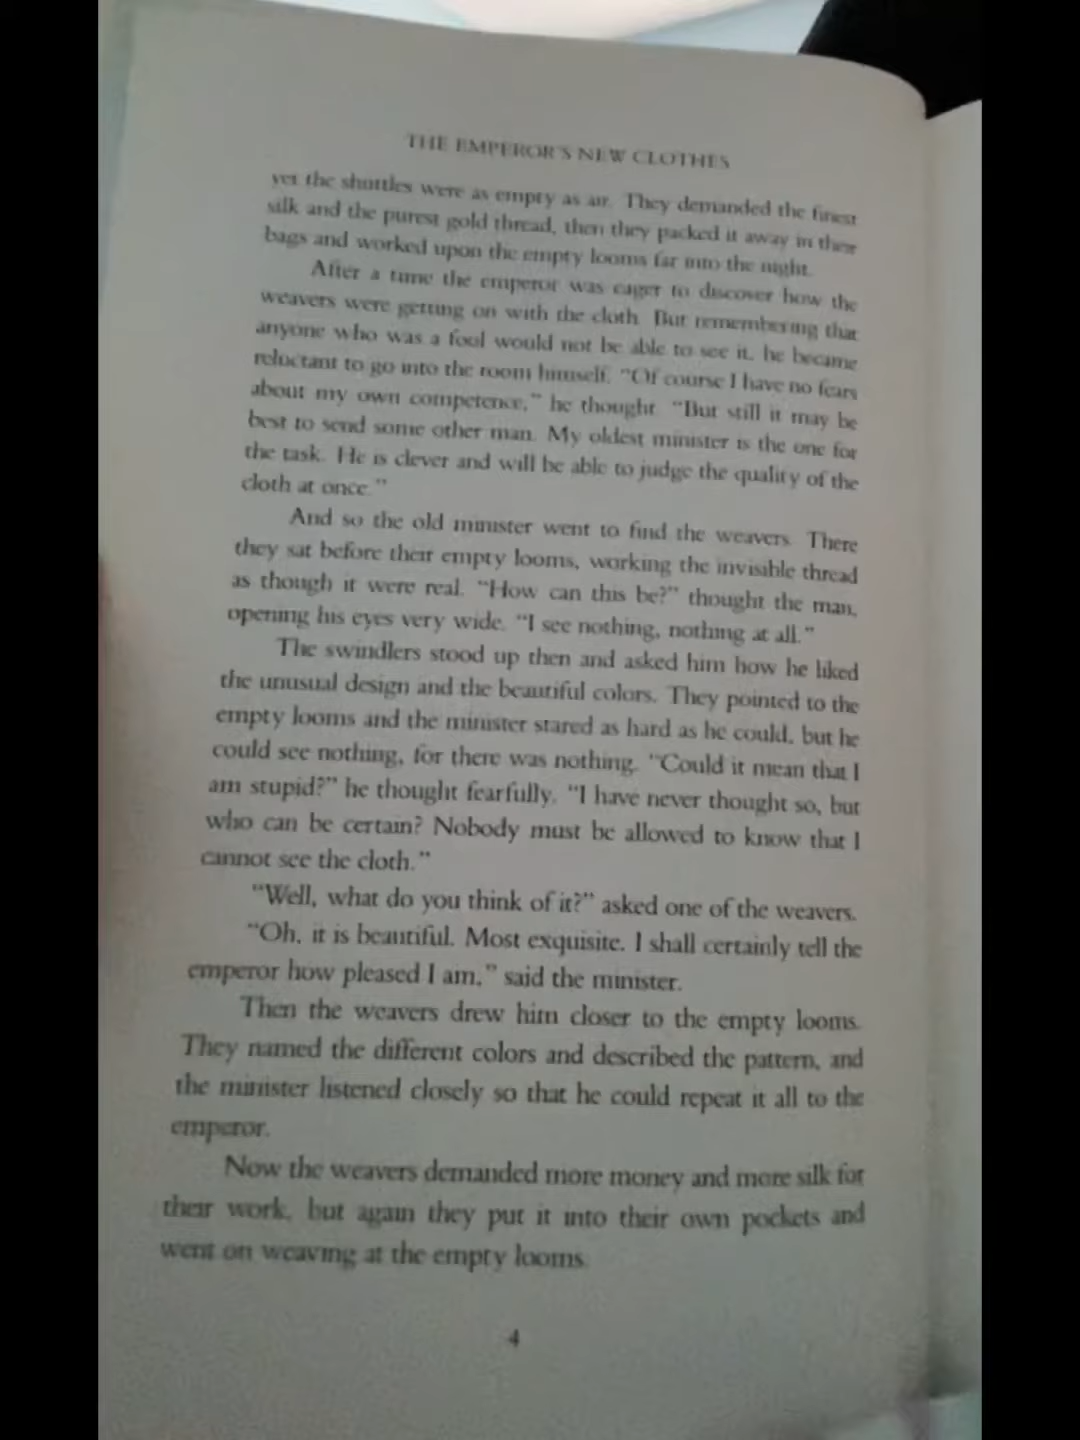 THE EMPEROR'S NEW CLOTHES
yet the shuttles were as empty as air. They demanded the finest
silk and the purest gold thread, then they packed it away in their
bags and worked upon the empty looms far into the night.
After a time the emperor was eager to discover how the
weavers were getting on with the cloth. But remembering that
anyone who was a fool would not be able to see it, he became
reluctant to go into the room himself. "Of course I have no fears
about my own competence," he thought. "But still it may be
best to send some other man. My oldest minister is the one for
the task. He is clever and will be able to judge the quality of the
cloth at once."
And so the old minister went to find the weavers. There
they sat before their empty looms, working the invisible thread
as though it were real. "How can this be?" thought the man,
opening his eyes very wide. "I see nothing, nothing at all."
The swindlers stood up then and asked him how he liked
the unusual design and the beautiful colors. They pointed to the
empty looms and the minister stared as hard as he could, but he
could see nothing, for there was nothing. "Could it mean that I
am stupid?" he thought fearfully. "I have never thought so, but
who can be certain? Nobody must be allowed to know that I
cannot see the cloth."
"Well, what do you think of it?" asked one of the weavers.
"Oh, it is beautiful. Most exquisite. I shall certainly tell the
emperor how pleased I am," said the minister.
Then the weavers drew him closer to the empty looms.
They named the different colors and described the pattern, and
the minister listened closely so that he could repeat it all to the
emperor.
Now the weavers demanded more money and more silk for
their work, but again they put it into their own pockets and
went on weaving at the empty looms.
4